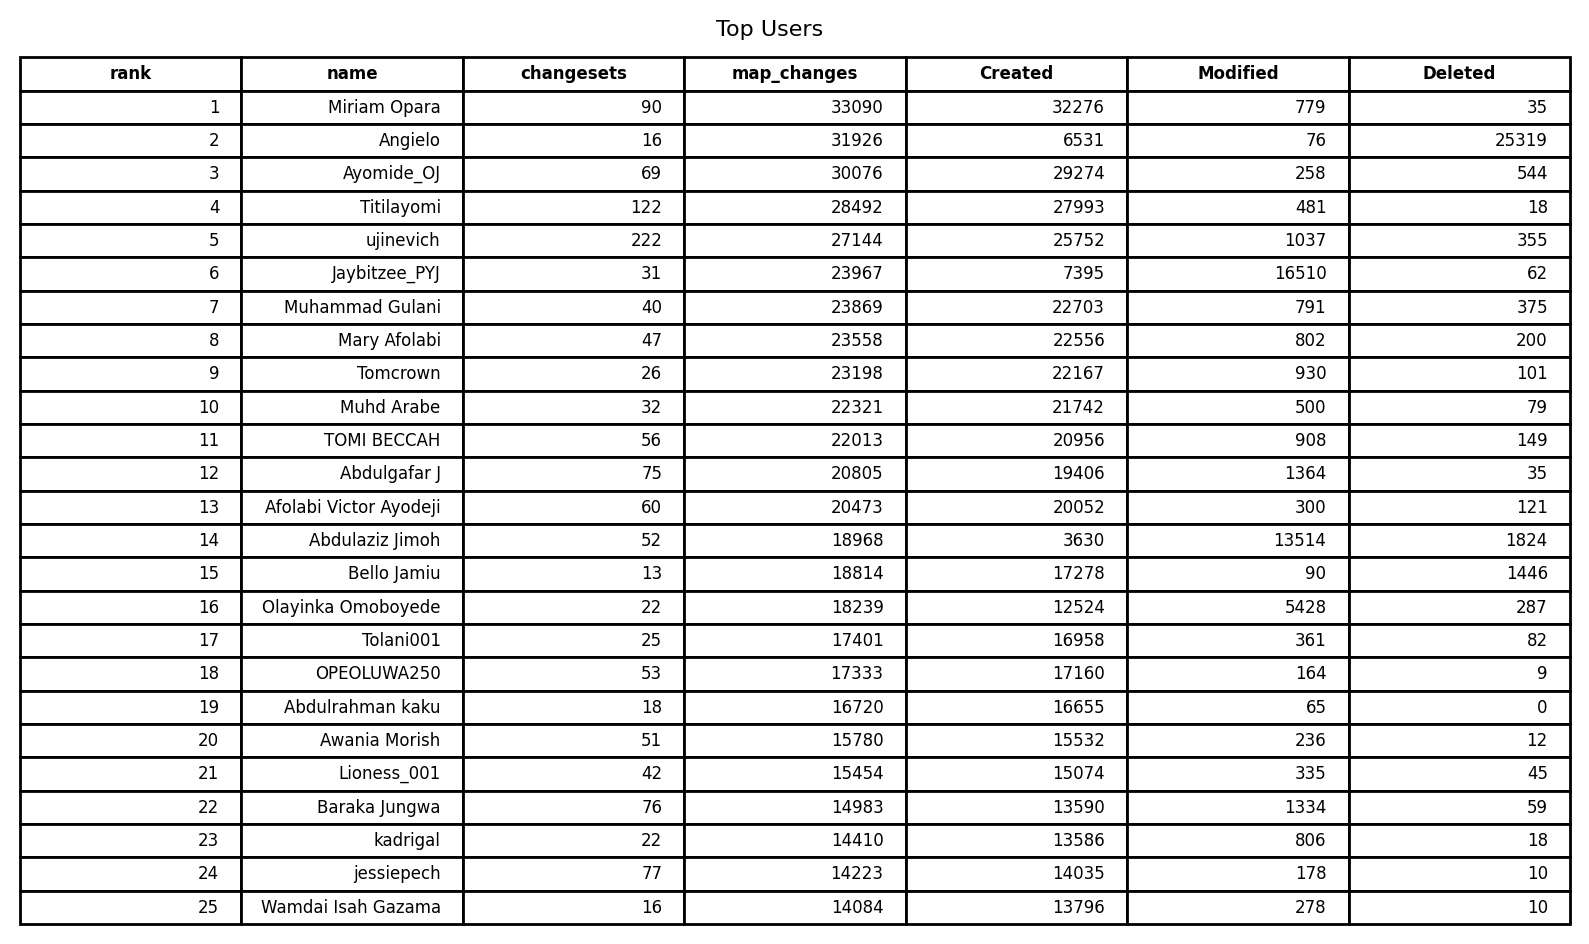 Top Users
rank name changesets map_changes Created Modified Deleted
1 Miriam Opara 90 33090 32276 779 35
2 Angielo 16 31926 6531 76 25319
3 Ayomide_OJ 69 30076 29274 258 544
4 Titilayomi 122 28492 27993 481 18
5 ujinevich 222 27144 25752 1037 355
6 Jaybitzee_PYJ 31 23967 7395 16510 62
7 Muhammad Gulani 40 23869 22703 791 375
8 Mary Afolabi 47 23558 22556 802 200
9 Tomcrown 26 23198 22167 930 101
10 Muhd Arabe 32 22321 21742 500 79
11 TOMI BECCAH 56 22013 20956 908 149
12 Abdulgafar J 75 20805 19406 1364 35
13 Afolabi Victor Ayodeji 60 20473 20052 300 121
14 Abdulaziz Jimoh 52 18968 3630 13514 1824
15 Bello Jamiu 13 18814 17278 90 1446
16 Olayinka Omoboyede 22 18239 12524 5428 287
17 Tolani001 25 17401 16958 361 82
18 OPEOLUWA250 53 17333 17160 164 9
19 Abdulrahman kaku 18 16720 16655 65 0
20 Awania Morish 51 15780 15532 236 12
21 Lioness_001 42 15454 15074 335 45
22 Baraka Jungwa 76 14983 13590 1334 59
23 kadrigal 22 14410 13586 806 18
24 jessiepech 77 14223 14035 178 10
25 Wamdai Isah Gazama 16 14084 13796 278 10